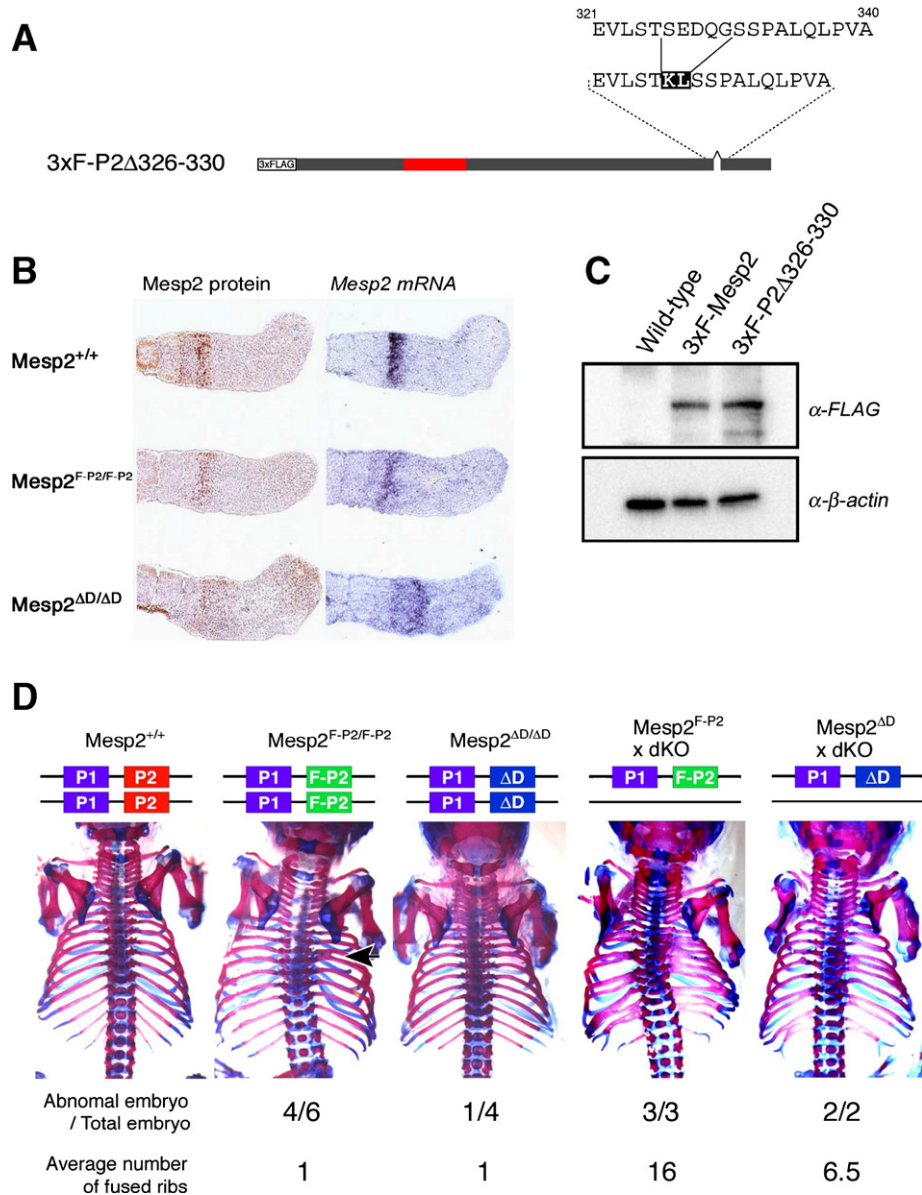 A
321 340
EVLSTSEDQGSSPALQLPVA
EVLSTKLSSPALQLPVA
3xF-P2Δ326-330
3xFLAG
B
Mesp2 protein Mesp2 mRNA
Mesp2+/+
Mesp2F-P2/F-P2
Mesp2ΔD/ΔD
C
Wild-type
3xF-Mesp2
3xF-P2Δ326-330
α-FLAG
α-β-actin
D
Mesp2+/+ Mesp2F-P2/F-P2 Mesp2ΔD/ΔD Mesp2F-P2 x dKO Mesp2ΔD x dKO
P1 P2 P1 F-P2 P1 ΔD P1 F-P2 P1 ΔD
P1 P2 P1 F-P2 P1 ΔD
Abnomal embryo
/ Total embryo 4/6 1/4 3/3 2/2
Average number
of fused ribs 1 1 16 6.5